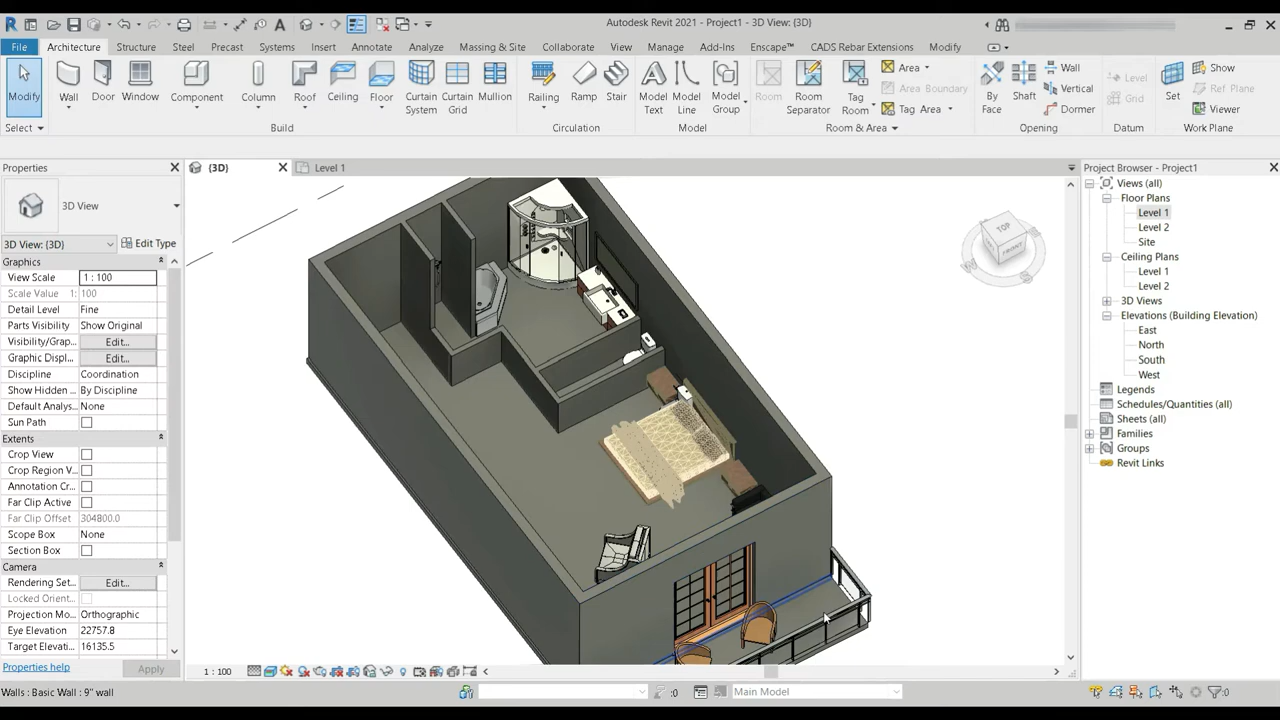 Autodesk Revit 2021 - Project1 - 3D View: {3D}
File Architecture Structure Steel Precast Systems Insert Annotate Analyze Massing & Site Collaborate View Manage Add-Ins Enscape™ CADS Rebar Extensions Modify
Modify Wall Door Window Component Column Roof Ceiling Floor Curtain System Curtain Grid Mullion Railing Ramp Stair Model Text Model Line Model Group Room Room Separator Tag Room Area Area Boundary Tag Area By Face Shaft Wall Vertical Dormer Level Grid Set Show Ref Plane Viewer
Select Build Circulation Model Room & Area Opening Datum Work Plane
Properties
{3D}
Level 1
Project Browser - Project1
3D View
3D View: {3D}
Edit Type
Graphics
View Scale 1 : 100
Scale Value 1: 100
Detail Level Fine
Parts Visibility Show Original
Visibility/Grap... Edit...
Graphic Displ... Edit...
Discipline Coordination
Show Hidden ... By Discipline
Default Analys... None
Sun Path
Extents
Crop View
Crop Region V...
Annotation Cr...
Far Clip Active
Far Clip Offset 304800.0
Scope Box None
Section Box
Camera
Rendering Set... Edit...
Locked Orient...
Projection Mo... Orthographic
Eye Elevation 22757.8
Target Elevati... 16135.5
Properties help
Apply
TOP
FRONT
Views (all)
Floor Plans
Level 1
Level 2
Site
Ceiling Plans
Level 1
Level 2
3D Views
Elevations (Building Elevation)
East
North
South
West
Legends
Schedules/Quantities (all)
Sheets (all)
Families
Groups
Revit Links
1 : 100
Walls : Basic Wall : 9" wall
:0
Main Model
:0